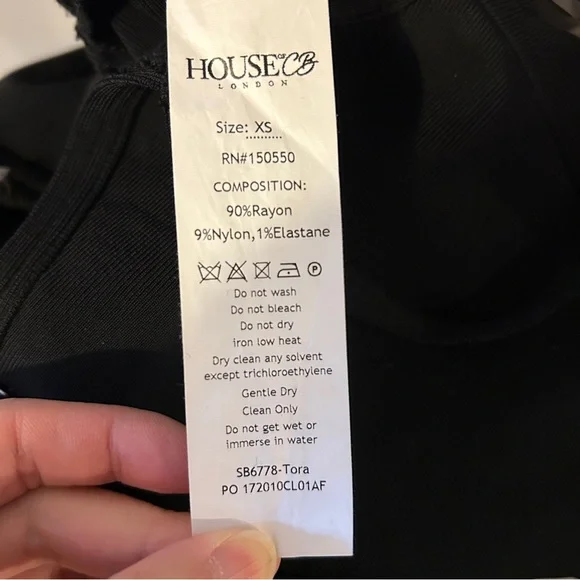 HOUSE OF CB
LONDON
Size: XS
RN#150550
COMPOSITION:
90%Rayon
9%Nylon,1%Elastane
P
Do not wash
Do not bleach
Do not dry
iron low heat
Dry clean any solvent
except trichloroethylene
Gentle Dry
Clean Only
Do not get wet or
immerse in water
SB6778-Tora
PO 172010CL01AF